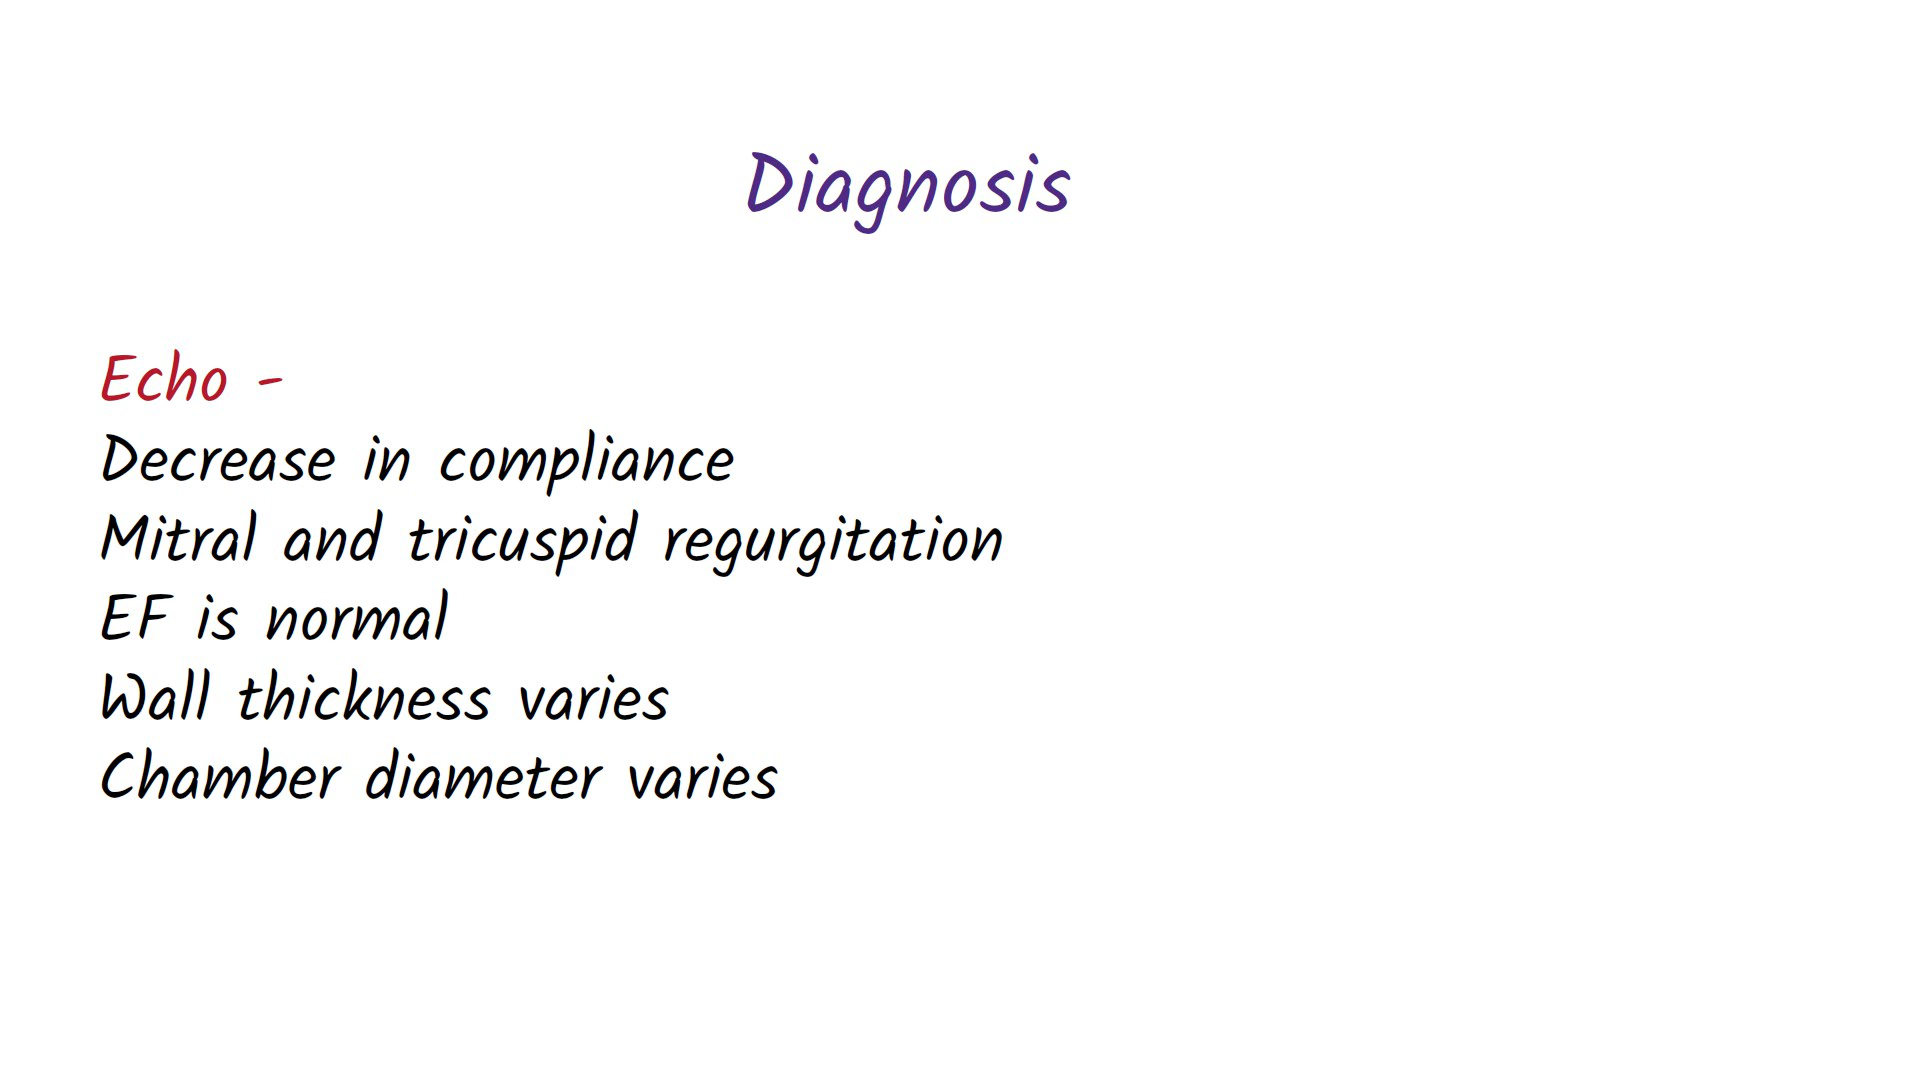 Diagnosis
Echo -
Decrease in compliance
Mitral and tricuspid regurgitation
EF is normal
Wall thickness varies
Chamber diameter varies